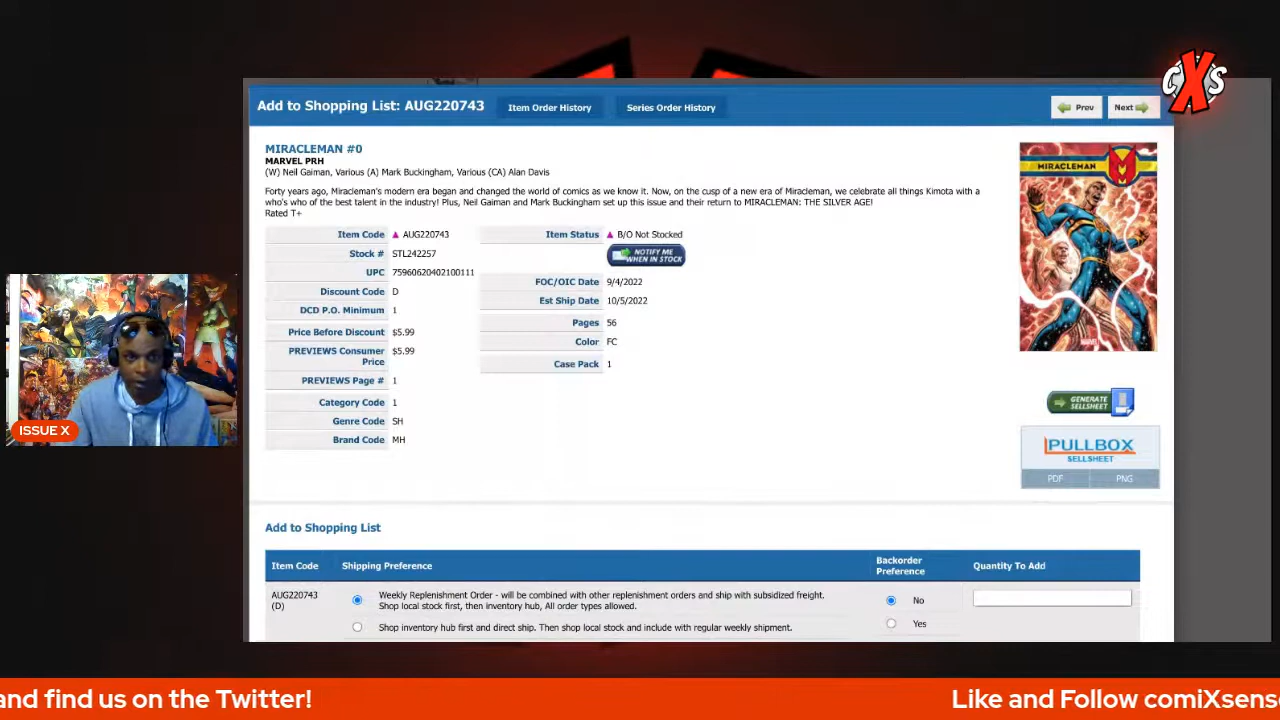 CXS
Add to Shopping List: AUG220743
Item Order History
Series Order History
Prev
Next
MIRACLEMAN #0
MARVEL PRH
(W) Neil Gaiman, Various (A) Mark Buckingham, Various (CA) Alan Davis
Forty years ago, Miracleman's modern era began and changed the world of comics as we know it. Now, on the cusp of a new era of Miracleman, we celebrate all things Kimota with a
who's who of the best talent in the industry! Plus, Neil Gaiman and Mark Buckingham set up this issue and their return to MIRACLEMAN: THE SILVER AGE!
Rated T+
MIRACLEMAN
MARVEL
Item Code AUG220743
Stock # STL242257
UPC 75960620402100111
Discount Code D
DCD P.O. Minimum 1
Price Before Discount $5.99
PREVIEWS Consumer
Price $5.99
PREVIEWS Page # 1
Category Code 1
Genre Code SH
Brand Code MH
Item Status B/O Not Stocked
NOTIFY ME
WHEN IN STOCK
FOC/OIC Date 9/4/2022
Est Ship Date 10/5/2022
Pages 56
Color FC
Case Pack 1
GENERATE
SELLSHEET
PULLBOX
SELLSHEET
PDF
PNG
ISSUE X
Add to Shopping List
Item Code
Shipping Preference
Backorder
Preference
Quantity To Add
AUG220743
(D)
Weekly Replenishment Order - will be combined with other replenishment orders and ship with subsidized freight.
Shop local stock first, then inventory hub, All order types allowed.
No
Shop inventory hub first and direct ship. Then shop local stock and include with regular weekly shipment.
Yes
and find us on the Twitter!
Like and Follow comiXsense